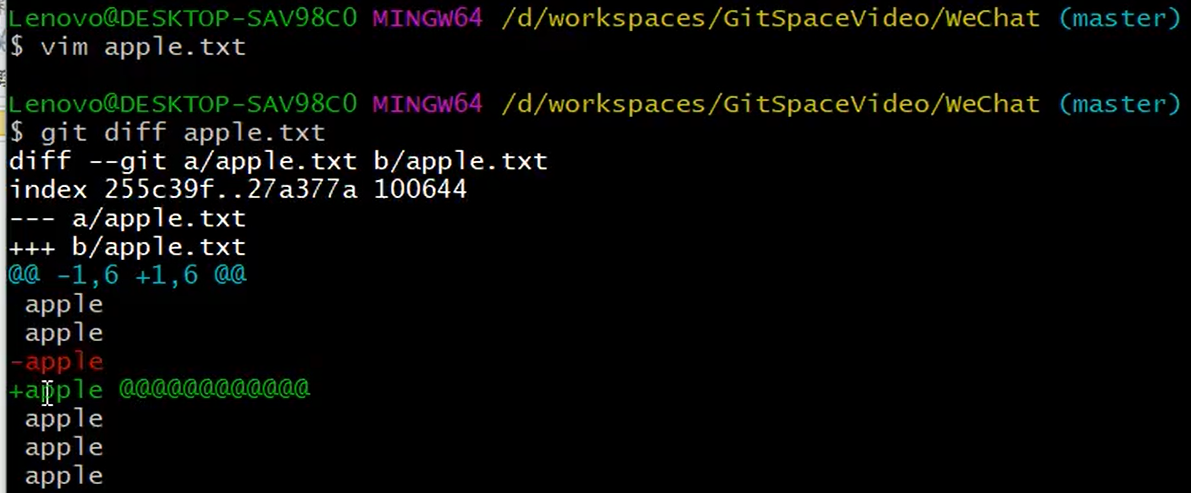 Lenovo@DESKTOP-SAV98C0 MINGW64 /d/workspaces/GitSpaceVideo/WeChat (master)
$ vim apple.txt
Lenovo@DESKTOP-SAV98C0 MINGW64 /d/workspaces/GitSpaceVideo/WeChat (master)
$ git diff apple.txt
diff --git a/apple.txt b/apple.txt
index 255c39f..27a377a 100644
--- a/apple.txt
+++ b/apple.txt
@@ -1,6 +1,6 @@
 apple
 apple
-apple
+apple @@@@@@@@@@@@
 apple
 apple
 apple